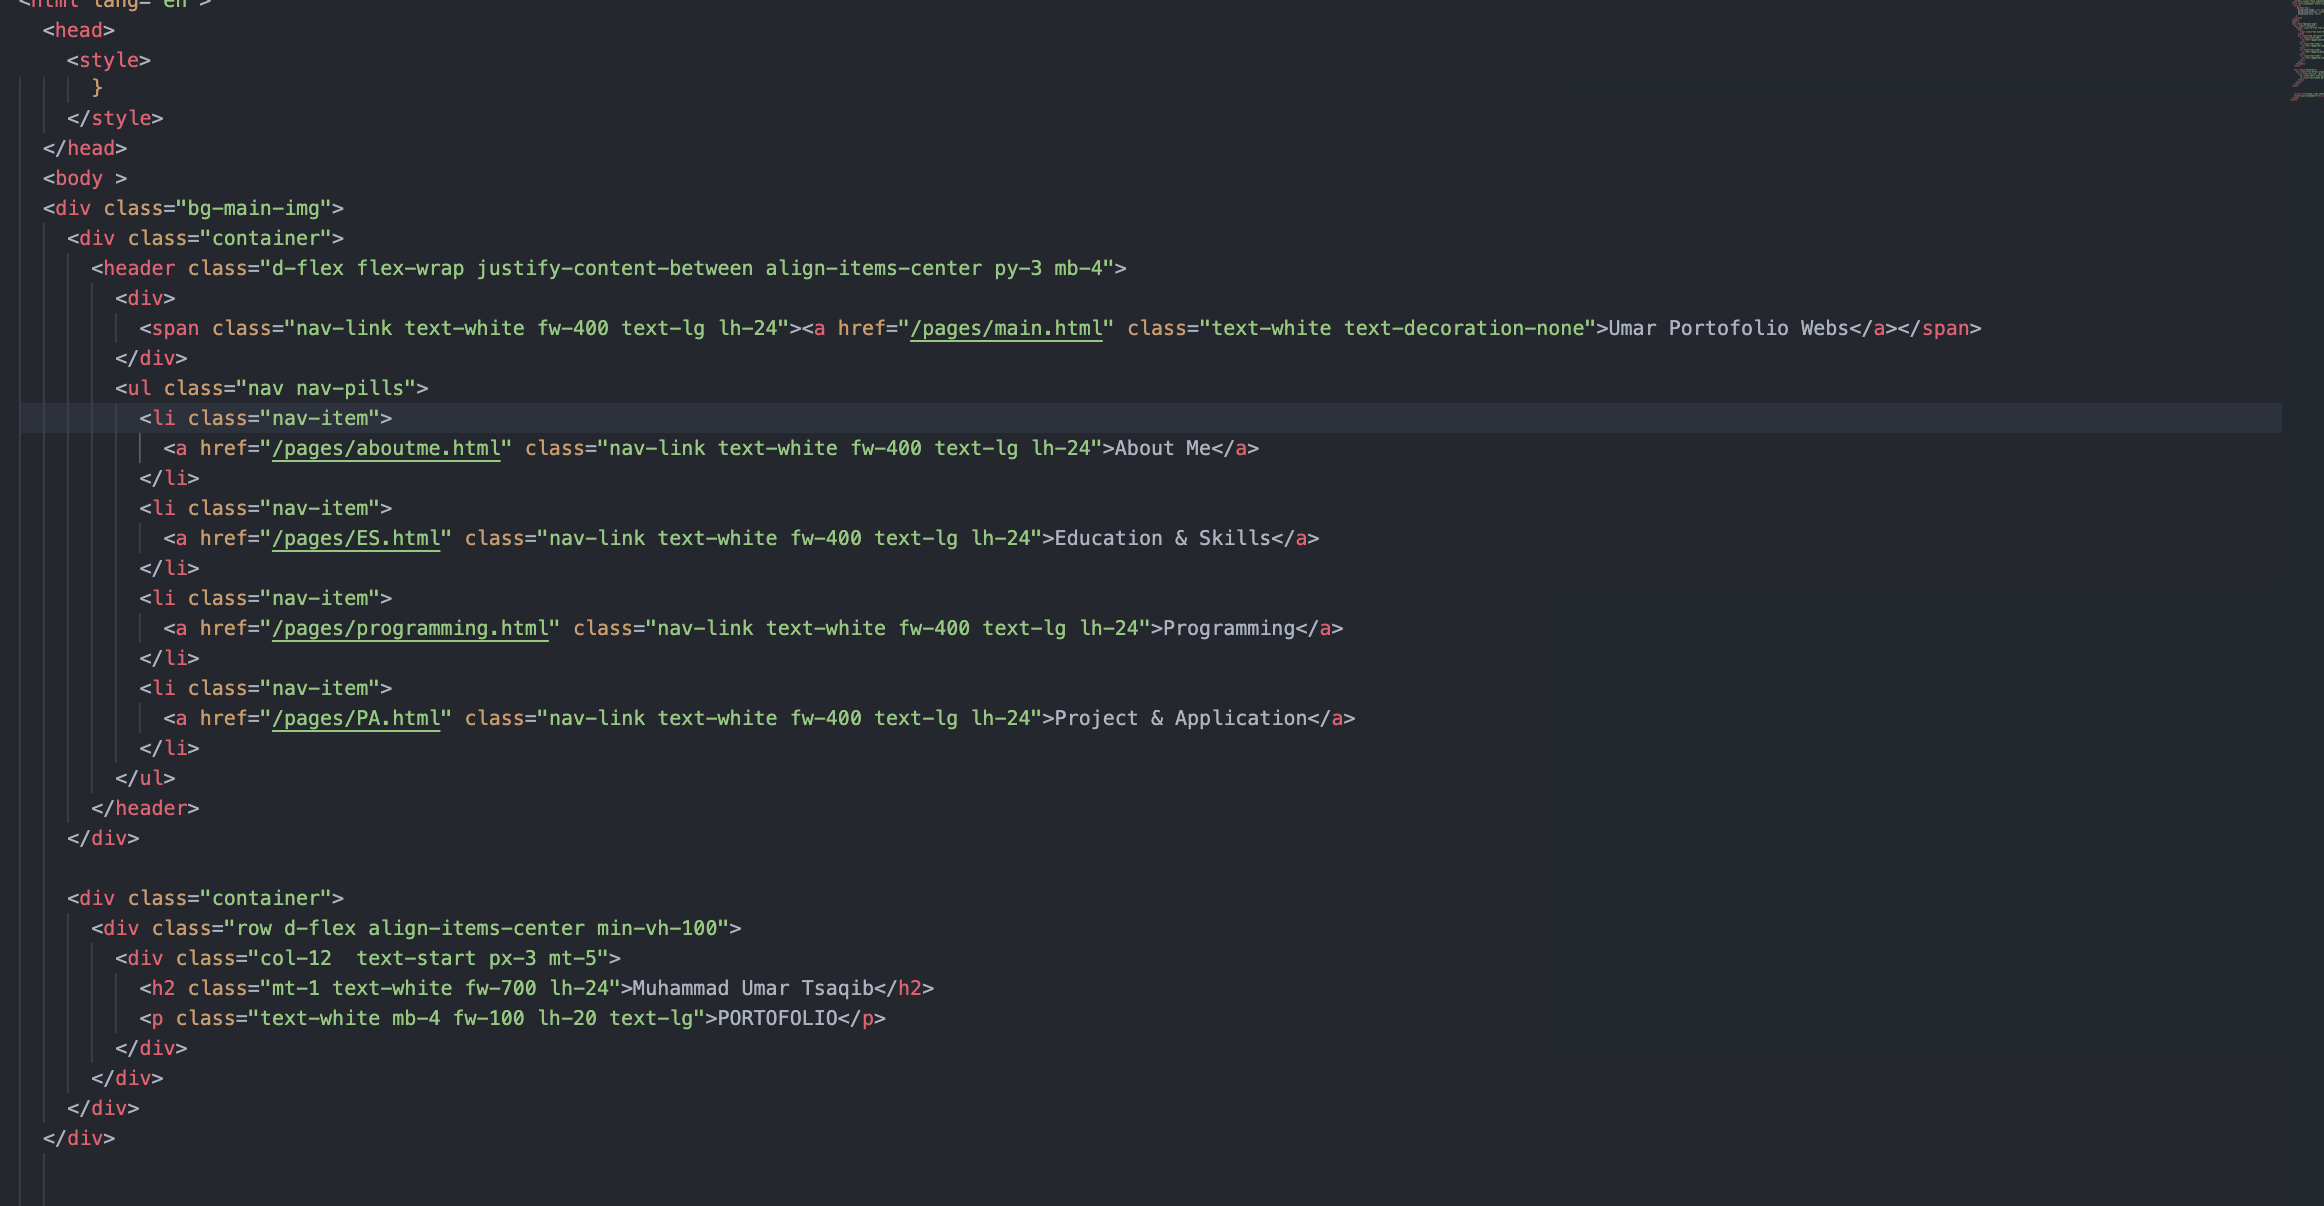 <html lang="en">
<head>
<style>
}
</style>
</head>
<body >
<div class="bg-main-img">
<div class="container">
<header class="d-flex flex-wrap justify-content-between align-items-center py-3 mb-4">
<div>
<span class="nav-link text-white fw-400 text-lg lh-24"><a href="/pages/main.html" class="text-white text-decoration-none">Umar Portofolio Webs</a></span>
</div>
<ul class="nav nav-pills">
<li class="nav-item">
<a href="/pages/aboutme.html" class="nav-link text-white fw-400 text-lg lh-24">About Me</a>
</li>
<li class="nav-item">
<a href="/pages/ES.html" class="nav-link text-white fw-400 text-lg lh-24">Education & Skills</a>
</li>
<li class="nav-item">
<a href="/pages/programming.html" class="nav-link text-white fw-400 text-lg lh-24">Programming</a>
</li>
<li class="nav-item">
<a href="/pages/PA.html" class="nav-link text-white fw-400 text-lg lh-24">Project & Application</a>
</li>
</ul>
</header>
</div>
<div class="container">
<div class="row d-flex align-items-center min-vh-100">
<div class="col-12  text-start px-3 mt-5">
<h2 class="mt-1 text-white fw-700 lh-24">Muhammad Umar Tsaqib</h2>
<p class="text-white mb-4 fw-100 lh-20 text-lg">PORTOFOLIO</p>
</div>
</div>
</div>
</div>